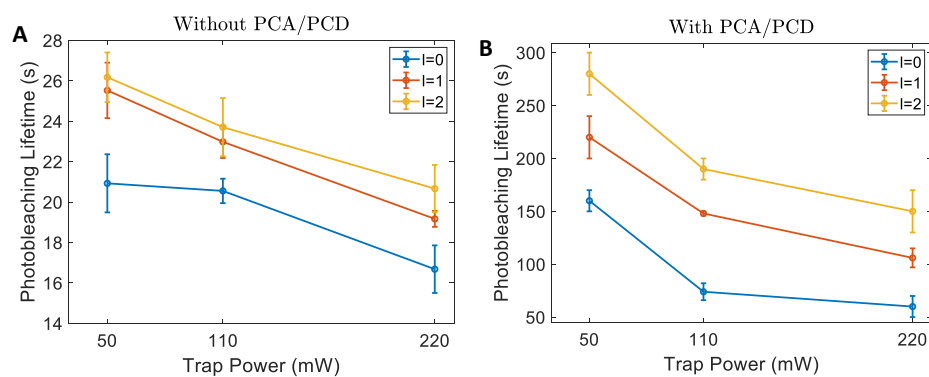 A
Without PCA/PCD
Photobleaching Lifetime (s)
28
26
24
22
20
18
16
14
50
110
220
Trap Power (mW)
l=0
l=1
l=2
B
With PCA/PCD
Photobleaching Lifetime (s)
300
250
200
150
100
50
50
110
220
Trap Power (mW)
l=0
l=1
l=2